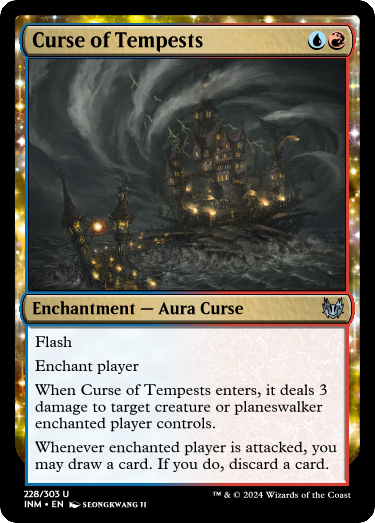 Curse of Tempests
Enchantment — Aura Curse
Flash
Enchant player
When Curse of Tempests enters, it deals 3
damage to target creature or planeswalker
enchanted player controls.
Whenever enchanted player is attacked, you
may draw a card. If you do, discard a card.
228/303 U
INM • EN SEONGKWANG JI
™ & © 2024 Wizards of the Coast